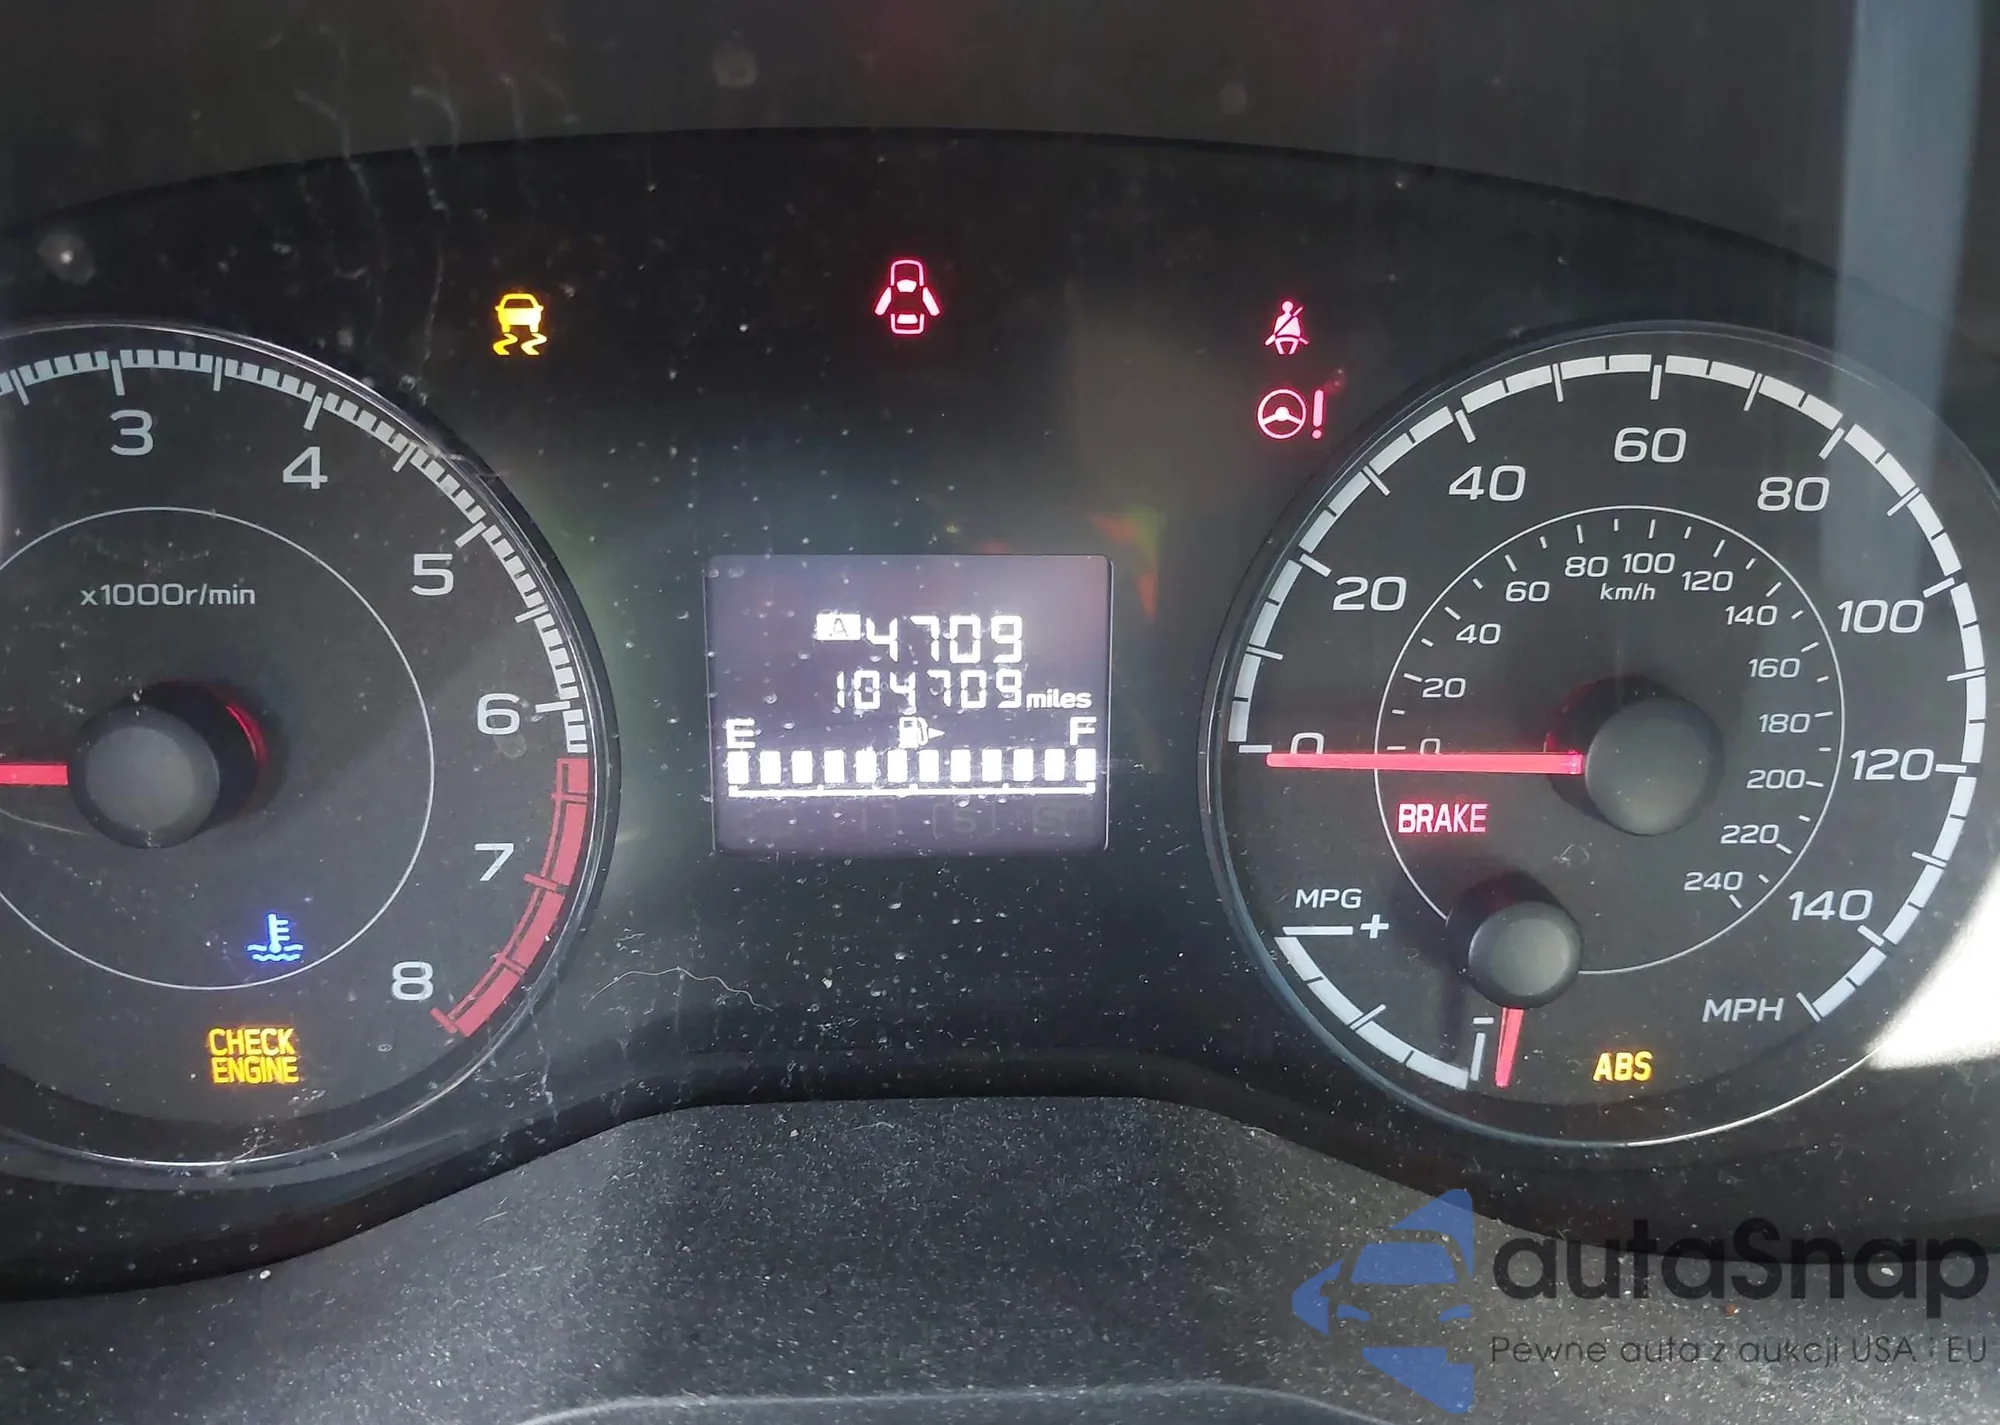 3
4
5
6
7
8
x1000r/min
CHECK
ENGINE
A 4709
104709 miles
E F
0
20
40
60
80
100
120
140
MPH
0
20
40
60
80
100
120
140
160
180
200
220
240
km/h
BRAKE
MPG
+
-
ABS
autaSnap
Pewne auta z aukcji USA i EU